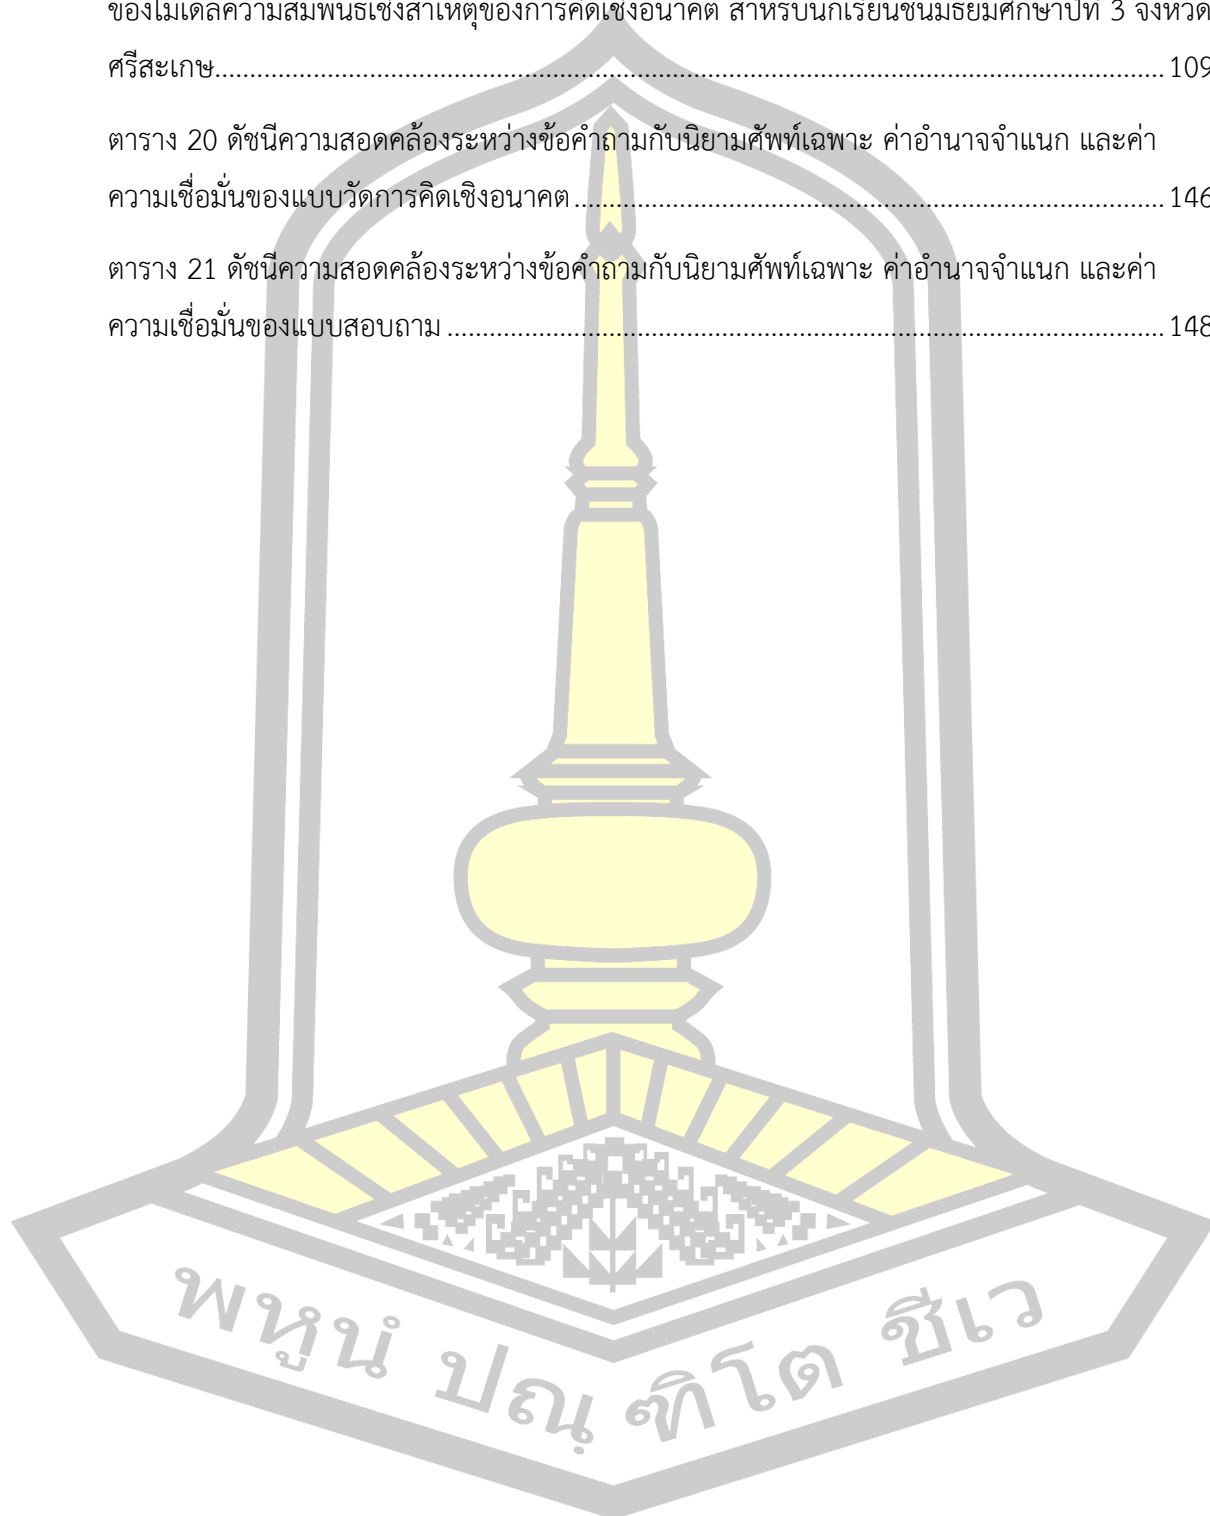 ของโมเดลความสัมพันธ์เชิงสาเหตุของการคิดเชิงอนาคต สำหรับนักเรียนชั้นมัธยมศึกษาปีที่ 3 จังหวัด
ศรีสะเกษ.......................................................................................................................................109
ตาราง 20 ดัชนีความสอดคล้องระหว่างข้อคำถามกับนิยามศัพท์เฉพาะ ค่าอำนาจจำแนก และค่า
ความเชื่อมั่นของแบบวัดการคิดเชิงอนาคต....................................................................................146
ตาราง 21 ดัชนีความสอดคล้องระหว่างข้อคำถามกับนิยามศัพท์เฉพาะ ค่าอำนาจจำแนก และค่า
ความเชื่อมั่นของแบบสอบถาม......................................................................................................148
พหูนํ ปณฺฑิโต ชีเว